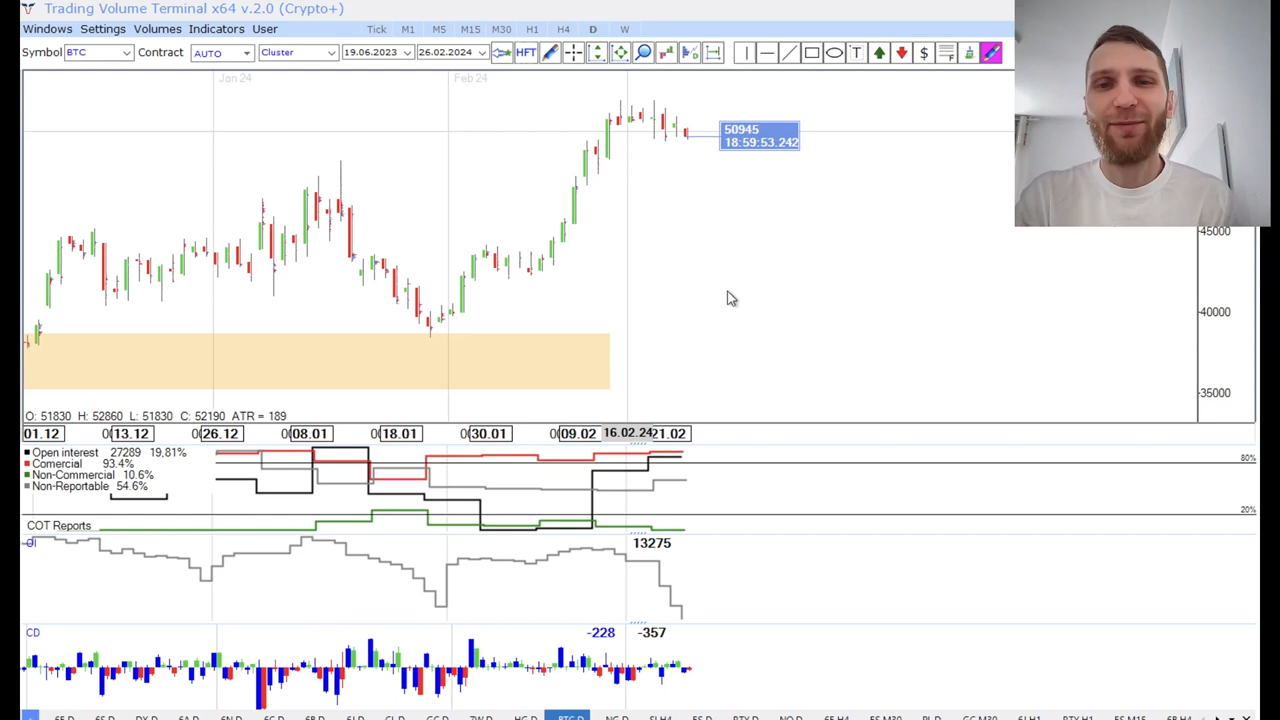 Trading Volume Terminal x64 v.2.0 (Crypto+)
Windows Settings Volumes Indicators User Tick M1 M5 M15 M30 H1 H4 D W
Symbol BTC Contract AUTO Cluster 19.06.2023 26.02.2024 HFT T $ F
Jan 24 Feb 24
50945
18:59:53.242
45000
40000
35000
O: 51830 H: 52860 L: 51830 C: 52190 ATR = 189
01.12 13.12 26.12 08.01 18.01 30.01 09.02 16.02.24 21.02
Open interest 27289 19,81%
Comercial 93.4%
80%
Non-Commercial 10.6%
Non-Reportable 54.6%
20%
COT Reports
OI 13275
CD -228 -357
BTC D